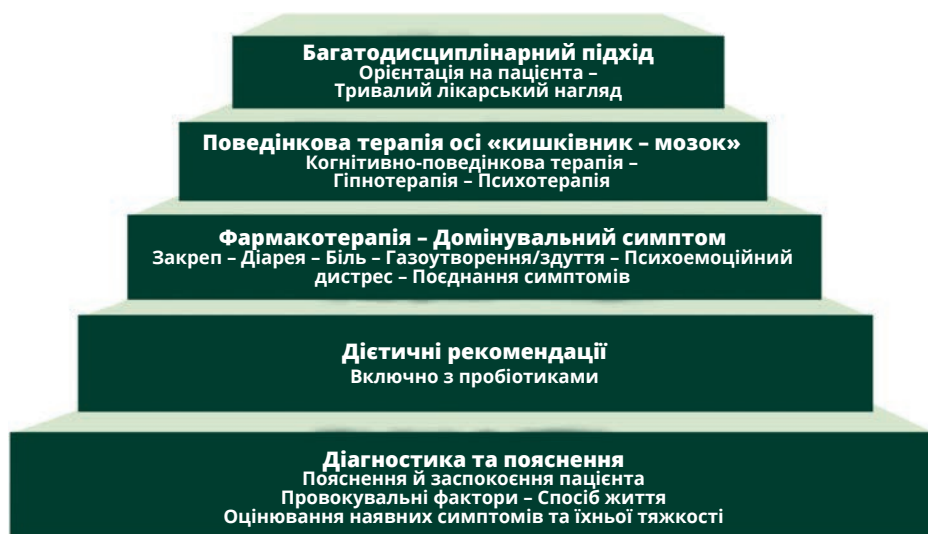 Багатодисциплінарний підхід
Орієнтація на пацієнта –
Тривалий лікарський нагляд
Поведінкова терапія осі «кишківник – мозок»
Когнітивно-поведінкова терапія –
Гіпнотерапія – Психотерапія
Фармакотерапія – Домінувальний симптом
Закреп – Діарея – Біль – Газоутворення/здуття – Психоемоційний
дистрес – Поєднання симптомів
Дієтичні рекомендації
Включно з пробіотиками
Діагностика та пояснення
Пояснення й заспокоєння пацієнта
Провокувальні фактори – Спосіб життя
Оцінювання наявних симптомів та їхньої тяжкості